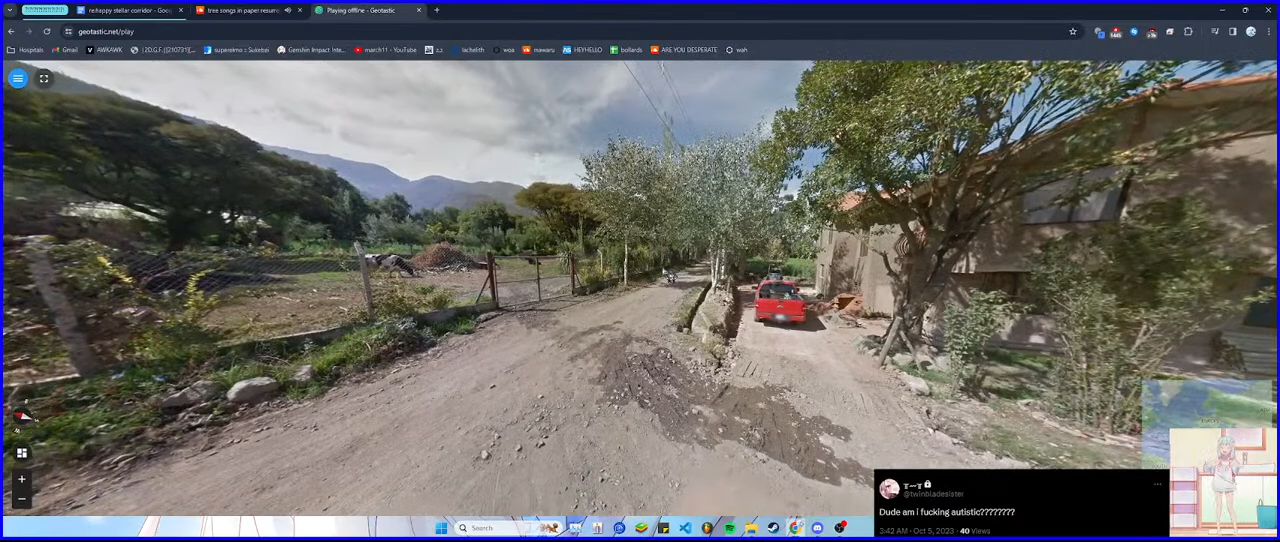 re:happy stellar corridor - Goo
tree songs in paper resurre
Playing offline - Geotastic
geotastic.net/play
Hospitals
Gmail
AWKAWK
superomo :: Sukebei
Genshin Impact Inte...
march11 - YouTube
lachelith
woa
mawaru
HEYHELLO
bollards
ARE YOU DESPERATE
wah
Search
@twinbladesister
Dude am i fucking autistic????????
3:42 AM · Oct 5, 2023 · 40 Views